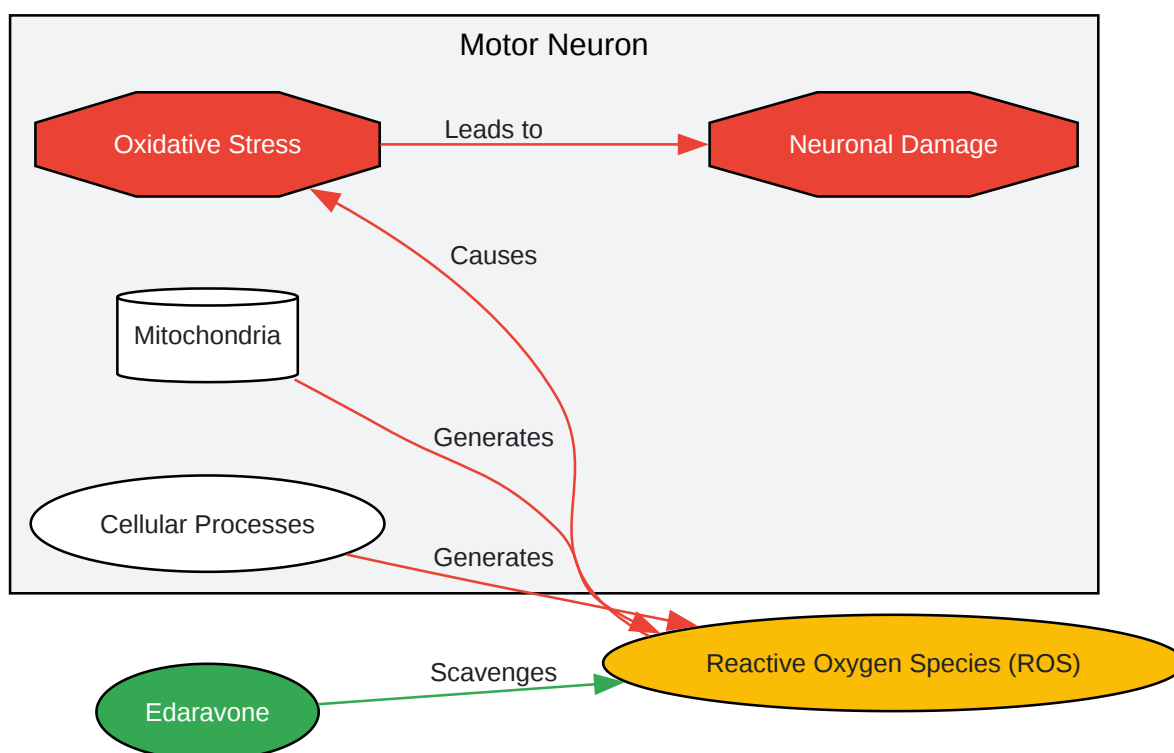 Motor Neuron
Oxidative Stress
Leads to
Neuronal Damage
Causes
Mitochondria
Generates
Cellular Processes
Generates
Reactive Oxygen Species (ROS)
Scavenges
Edaravone